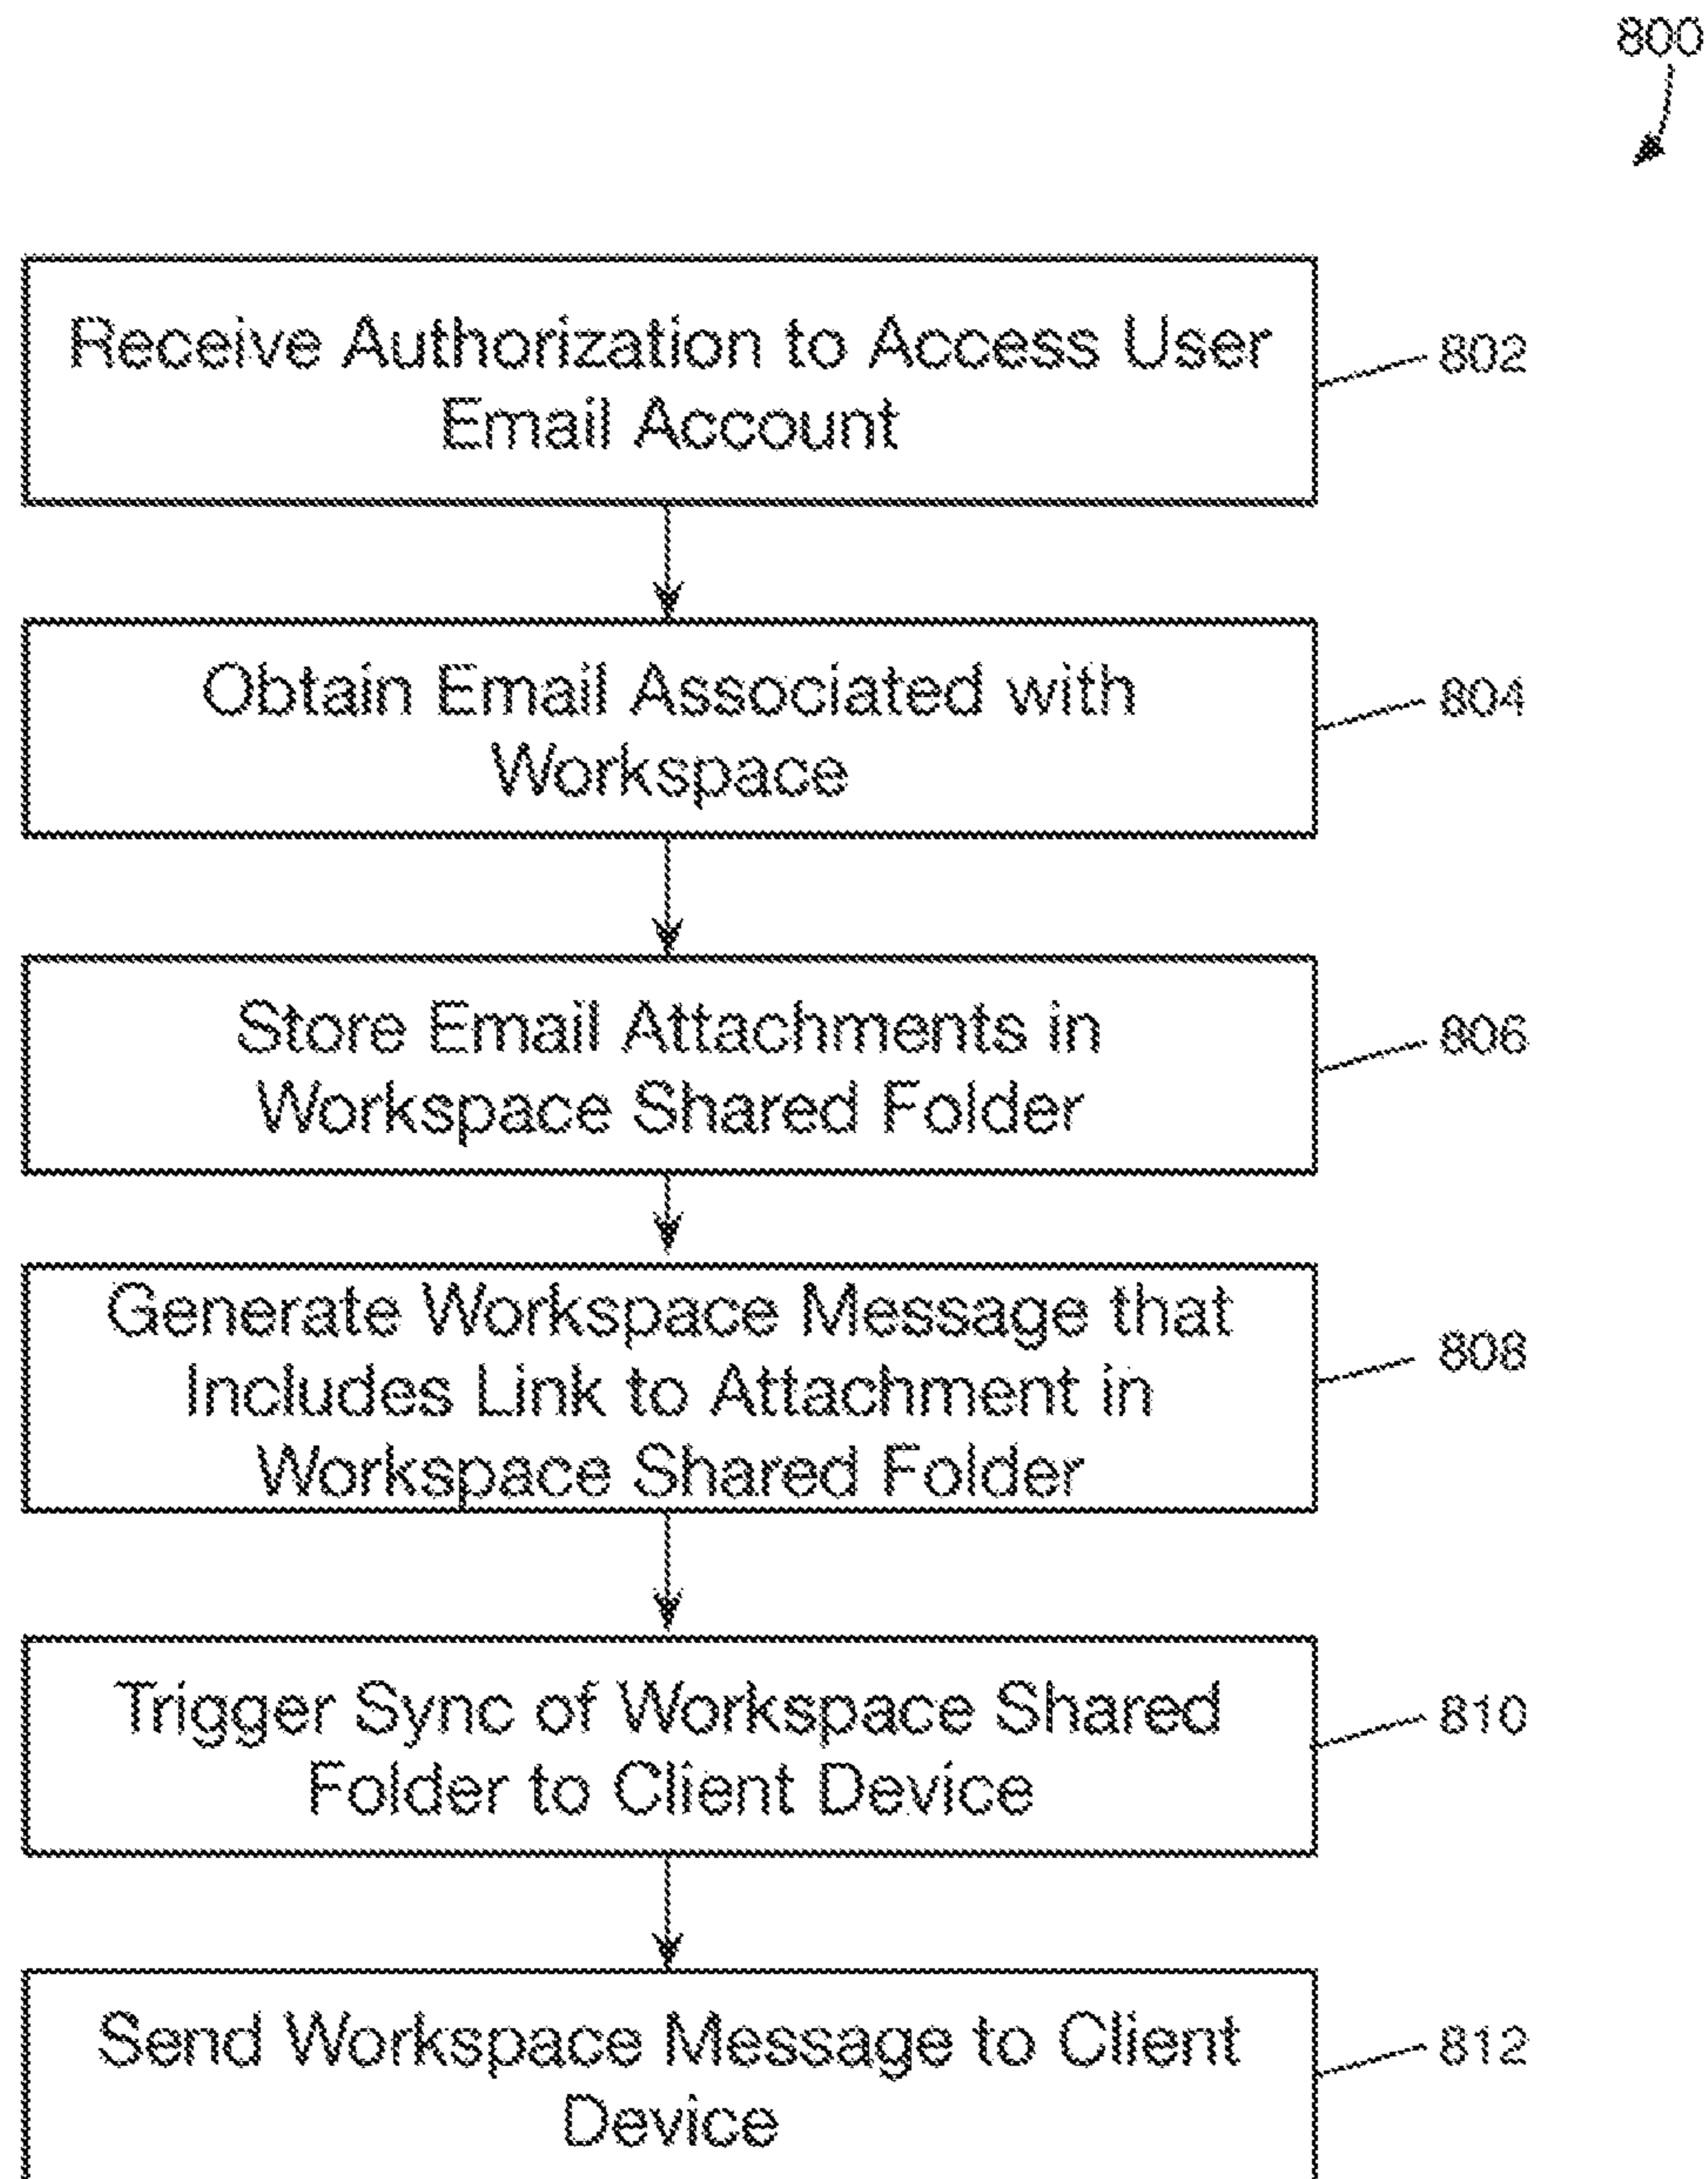 800
Receive Authorization to Access User
Email Account
802
Obtain Email Associated with
Workspace
804
Store Email Attachments in
Workspace Shared Folder
806
Generate Workspace Message that
Includes Link to Attachment in
Workspace Shared Folder
808
Trigger Sync of Workspace Shared
Folder to Client Device
810
Send Workspace Message to Client
Device
812